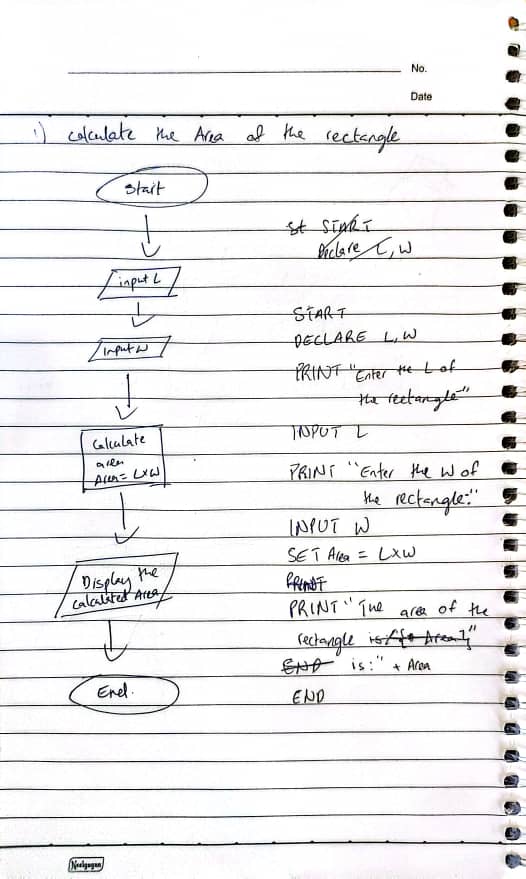 No.
Date
1) Calculate the Area of the rectangle
Start
input L
Input W
Calculate
area
Area = LxW
Display the
calculated Area
End.
St START
Declare L, W
START
DECLARE L, W
PRINT "Enter the L of
the rectangle"
INPUT L
PRINT "Enter the W of
the rectangle:"
INPUT W
SET Area = LxW
PRINT
PRINT "The area of the
rectangle is Area}"
END is:" + Area
END
Neelgagan